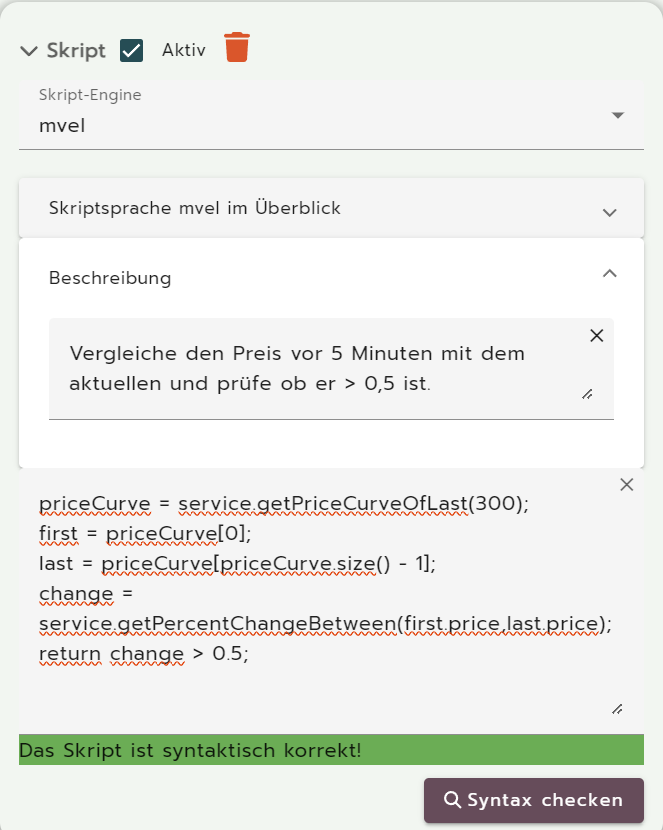 Skript Aktiv
Skript-Engine
mvel
Skriptsprache mvel im Überblick
Beschreibung
Vergleiche den Preis vor 5 Minuten mit dem
aktuellen und prüfe ob er > 0,5 ist.
priceCurve = service.getPriceCurveOfLast(300);
first = priceCurve[0];
last = priceCurve[priceCurve.size() - 1];
change =
service.getPercentChangeBetween(first.price,last.price);
return change > 0.5;
Das Skript ist syntaktisch korrekt!
Syntax checken